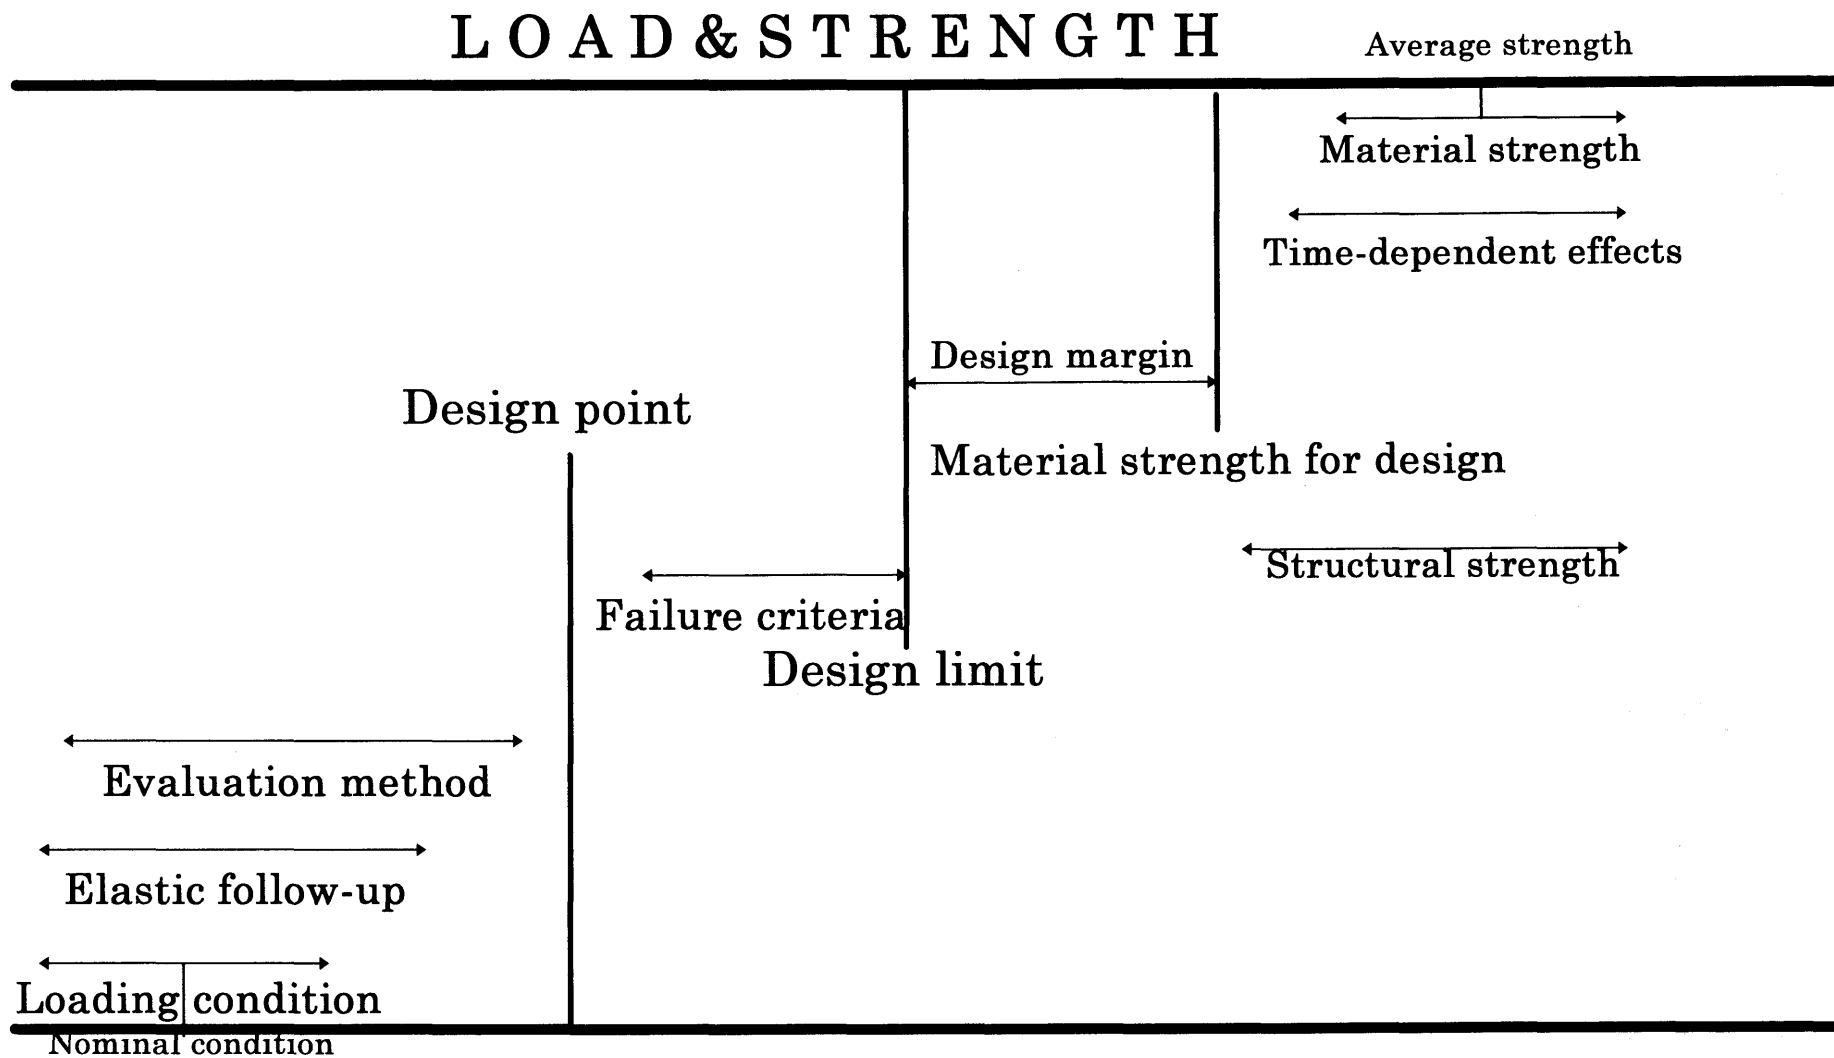 LOAD&STRENGTH
Average strength
Material strength
Time-dependent effects
Design margin
Design point
Material strength for design
Structural strength
Failure criteria
Design limit
Evaluation method
Elastic follow-up
Loading condition
Nominal condition